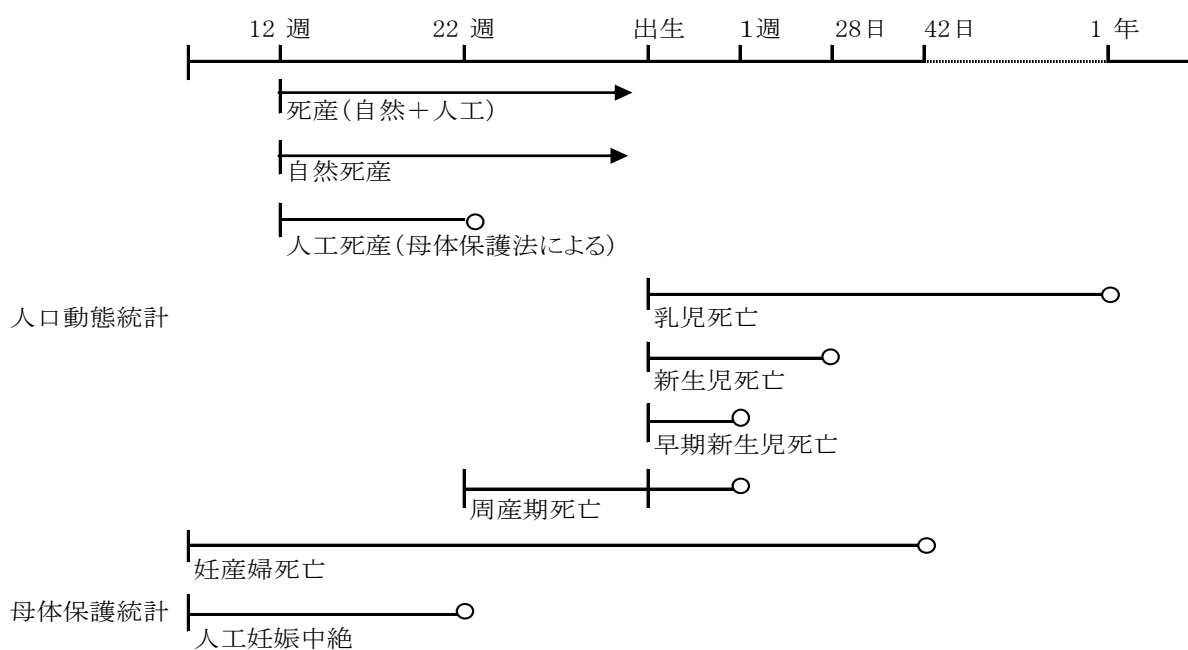 12 週 22 週 出生 1週 28日 42日 1 年
死産(自然+人工)
自然死産
人工死産(母体保護法による)
人口動態統計
乳児死亡
新生児死亡
早期新生児死亡
周産期死亡
妊産婦死亡
母体保護統計
人工妊娠中絶